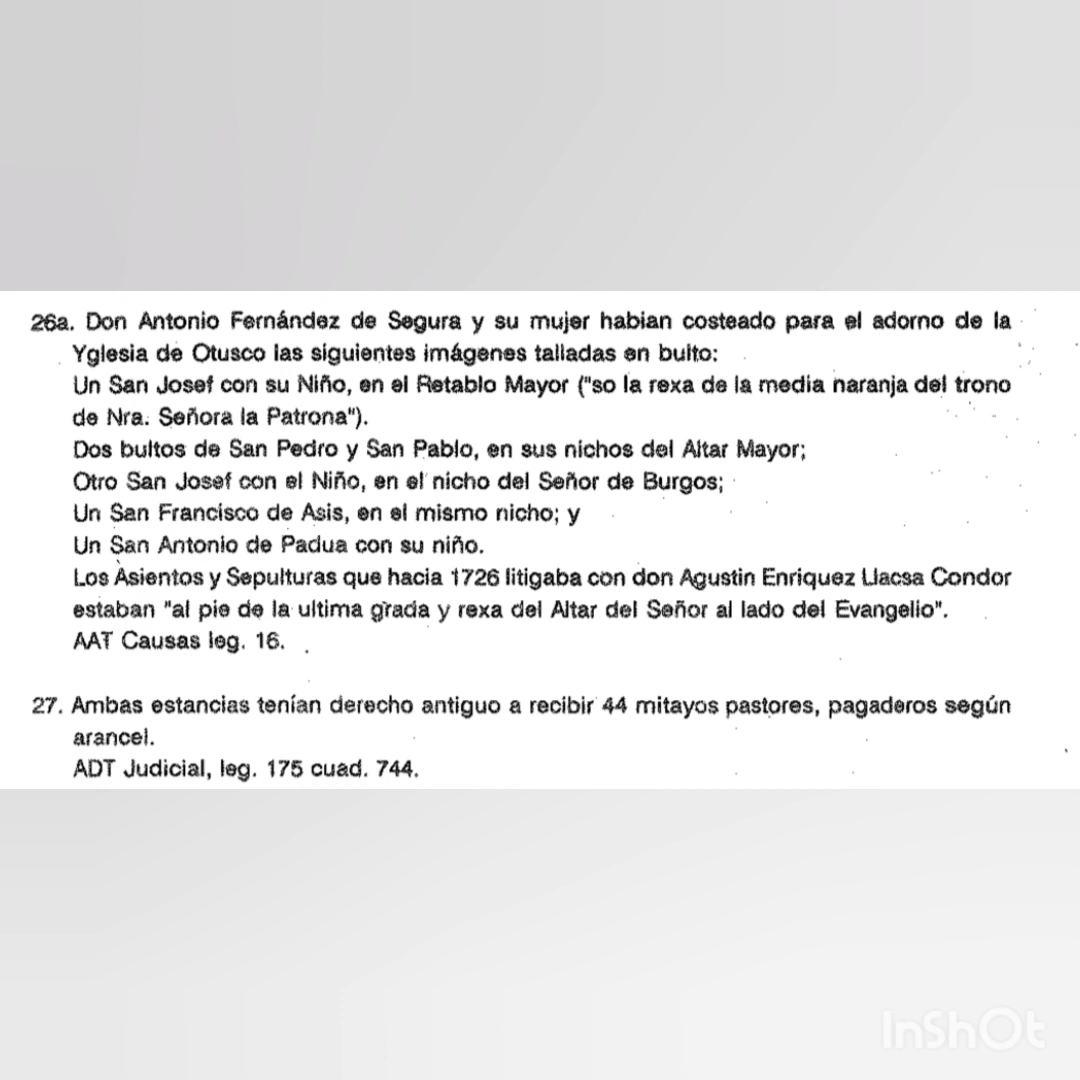 26a. Don Antonio Fernández de Segura y su mujer habian costeado para el adorno de la
Yglesia de Otusco las siguientes imágenes talladas en bulto:
Un San Josef con su Niño, en el Retablo Mayor ("so la rexa de la media naranja del trono
de Nra. Señora la Patrona").
Dos bultos de San Pedro y San Pablo, en sus nichos del Altar Mayor;
Otro San Josef con el Niño, en el nicho del Señor de Burgos;
Un San Francisco de Asis, en el mismo nicho; y
Un San Antonio de Padua con su niño.
Los Asientos y Sepulturas que hacia 1726 litigaba con don Agustin Enriquez Llacsa Condor
estaban "al pie de la ultima grada y rexa del Altar del Señor al lado del Evangelio".
AAT Causas leg. 16.
27. Ambas estancias tenían derecho antiguo a recibir 44 mitayos pastores, pagaderos según
arancel.
ADT Judicial, leg. 175 cuad. 744.
InShOt